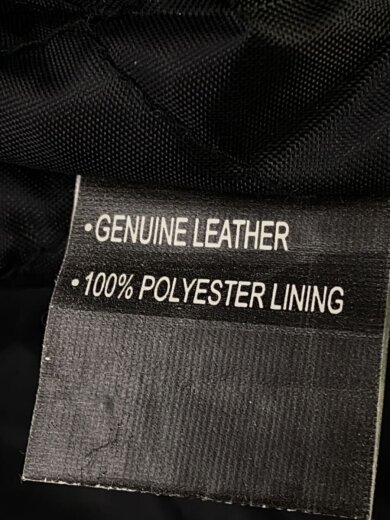 •GENUINE LEATHER
•100% POLYESTER LINING